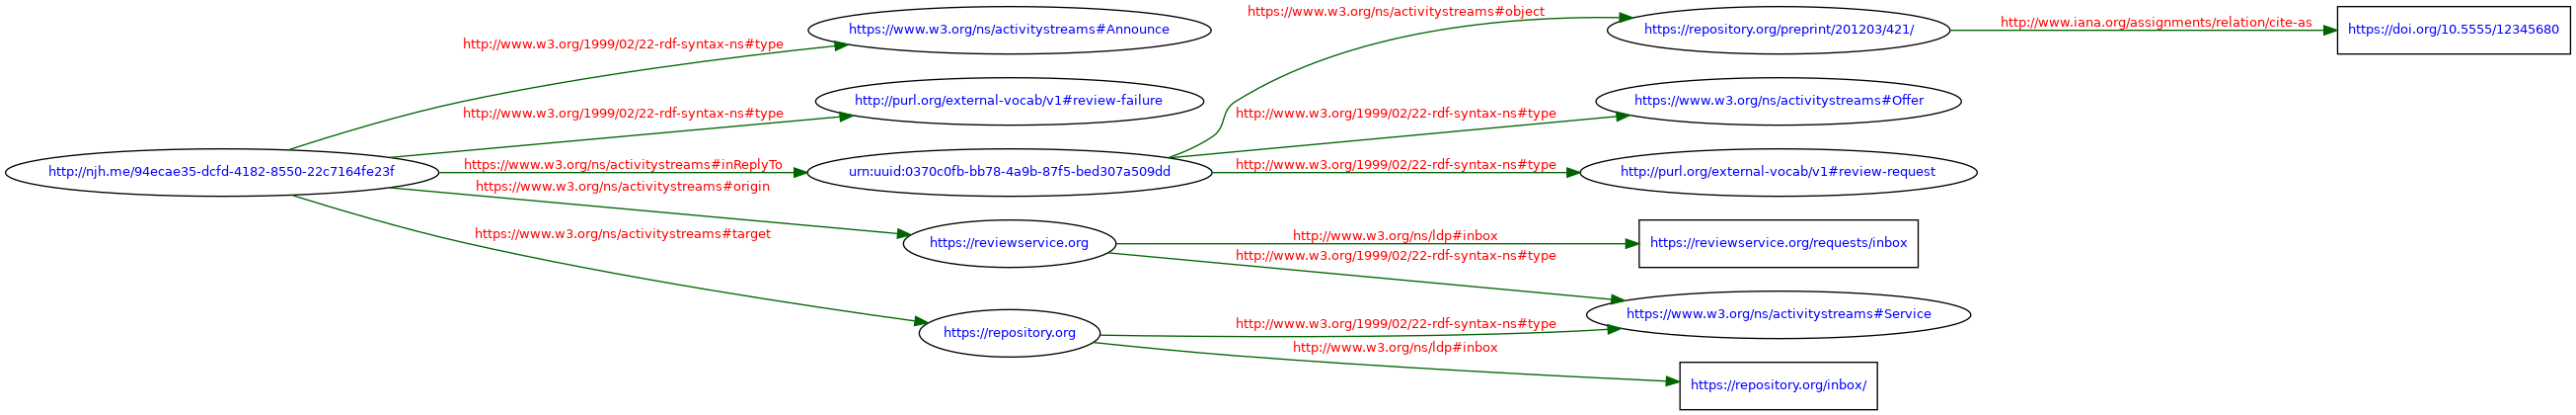 https://www.w3.org/ns/activitystreams#object
https://www.w3.org/ns/activitystreams#Announce
https://repository.org/preprint/201203/421/
http://www.iana.org/assignments/relation/cite-as
https://doi.org/10.5555/12345680
http://www.w3.org/1999/02/22-rdf-syntax-ns#type
http://purl.org/external-vocab/v1#review-failure
https://www.w3.org/ns/activitystreams#Offer
http://www.w3.org/1999/02/22-rdf-syntax-ns#type
http://www.w3.org/1999/02/22-rdf-syntax-ns#type
http://njh.me/94ecae35-dcfd-4182-8550-22c7164fe23f
https://www.w3.org/ns/activitystreams#inReplyTo
urn:uuid:0370c0fb-bb78-4a9b-87f5-bed307a509dd
http://www.w3.org/1999/02/22-rdf-syntax-ns#type
http://purl.org/external-vocab/v1#review-request
https://www.w3.org/ns/activitystreams#origin
https://www.w3.org/ns/activitystreams#target
https://reviewservice.org
http://www.w3.org/ns/ldp#inbox
https://reviewservice.org/requests/inbox
http://www.w3.org/1999/02/22-rdf-syntax-ns#type
https://www.w3.org/ns/activitystreams#Service
https://repository.org
http://www.w3.org/1999/02/22-rdf-syntax-ns#type
http://www.w3.org/ns/ldp#inbox
https://repository.org/inbox/